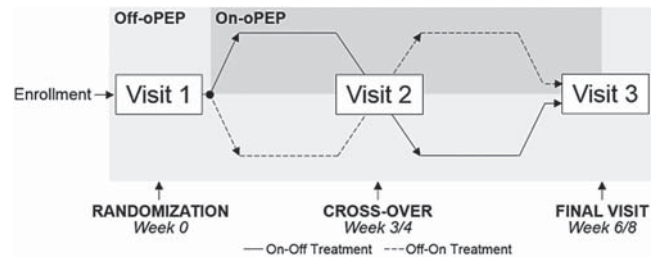 Off-oPEP On-oPEP
Enrollment Visit 1 Visit 2 Visit 3
RANDOMIZATION CROSS-OVER FINAL VISIT
Week 0 Week 3/4 Week 6/8
On-Off Treatment Off-On Treatment